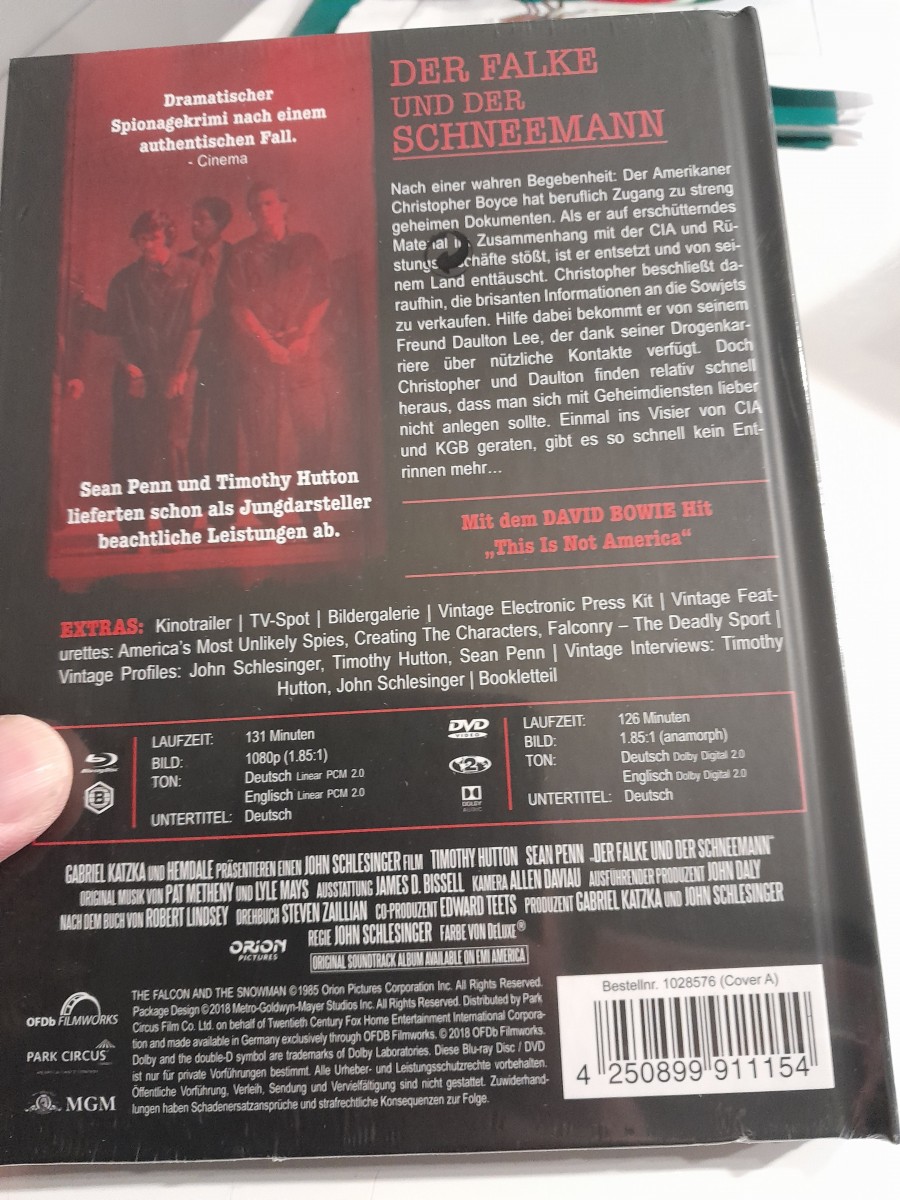 Dramatischer
Spionagekrimi nach einem
authentischen Fall.
- Cinema
Sean Penn und Timothy Hutton
lieferten schon als Jungdarsteller
beachtliche Leistungen ab.
DER FALKE
UND DER
SCHNEEMANN
Nach einer wahren Begebenheit: Der Amerikaner
Christopher Boyce hat beruflich Zugang zu streng
geheimen Dokumenten. Als er auf erschütterndes
Material Zusammenhang mit der CIA und Rü-
stungs schäfte stößt, ist er entsetzt und von sei-
nem Land enttäuscht. Christopher beschließt da-
raufhin, die brisanten Informationen an die Sowjets
zu verkaufen. Hilfe dabei bekommt er von seinem
Freund Daulton Lee, der dank seiner Drogenkar-
riere über nützliche Kontakte verfügt. Doch
Christopher und Daulton finden relativ schnell
heraus, dass man sich mit Geheimdiensten lieber
nicht anlegen sollte. Einmal ins Visier von CIA
und KGB geraten, gibt es so schnell kein Ent-
rinnen mehr...
Mit dem DAVID BOWIE Hit
„This Is Not America“
EXTRAS: Kinotrailer | TV-Spot | Bildergalerie | Vintage Electronic Press Kit | Vintage Feat-
urettes: America's Most Unlikely Spies, Creating The Characters, Falconry – The Deadly Sport |
Vintage Profiles: John Schlesinger, Timothy Hutton, Sean Penn | Vintage Interviews: Timothy
Hutton, John Schlesinger | Bookletteil
Blu-ray Disc
B
LAUFZEIT: 131 Minuten
BILD: 1080p (1.85:1)
TON: Deutsch Linear PCM 2.0
Englisch Linear PCM 2.0
UNTERTITEL: Deutsch
DVD
VIDEO
2
DOLBY
AUDIO
LAUFZEIT: 126 Minuten
BILD: 1.85:1 (anamorph)
TON: Deutsch Dolby Digital 2.0
Englisch Dolby Digital 2.0
UNTERTITEL: Deutsch
GABRIEL KATZKA UND HEMDALE PRÄSENTIEREN EINEN JOHN SCHLESINGER FILM TIMOTHY HUTTON SEAN PENN „DER FALKE UND DER SCHNEEMANN“
ORIGINAL MUSIK VON PAT METHENY UND LYLE MAYS AUSSTATTUNG JAMES D. BISSELL KAMERA ALLEN DAVIAU AUSFÜHRENDER PRODUZENT JOHN DALY
NACH DEM BUCH VON ROBERT LINDSEY DREHBUCH STEVEN ZAILLIAN CO-PRODUZENT EDWARD TEETS PRODUZENT GABRIEL KATZKA UND JOHN SCHLESINGER
REGIE JOHN SCHLESINGER FARBE VON DELUXE®
ORION
PICTURES
ORIGINAL SOUNDTRACK ALBUM AVAILABLE ON EMI AMERICA
OFDb FILMWORKS
PARK CIRCUS
MGM
THE FALCON AND THE SNOWMAN ©1985 Orion Pictures Corporation Inc. All Rights Reserved.
Package Design ©2018 Metro-Goldwyn-Mayer Studios Inc. All Rights Reserved. Distributed by Park
Circus Film Co. Ltd. on behalf of Twentieth Century Fox Home Entertainment International Corpora-
tion and made available in Germany exclusively through OFDB Filmworks. © 2018 OFDb Filmworks.
Dolby and the double-D symbol are trademarks of Dolby Laboratories. Diese Blu-ray Disc / DVD
ist nur für private Vorführungen bestimmt. Alle Urheber- und Leistungsschutzrechte vorbehalten.
Öffentliche Vorführung, Verleih, Sendung und Vervielfältigung sind nicht gestattet. Zuwiderhand-
lungen haben Schadenersatzansprüche und strafrechtliche Konsequenzen zur Folge.
Bestellnr. 1028576 (Cover A)
4 250899 911154